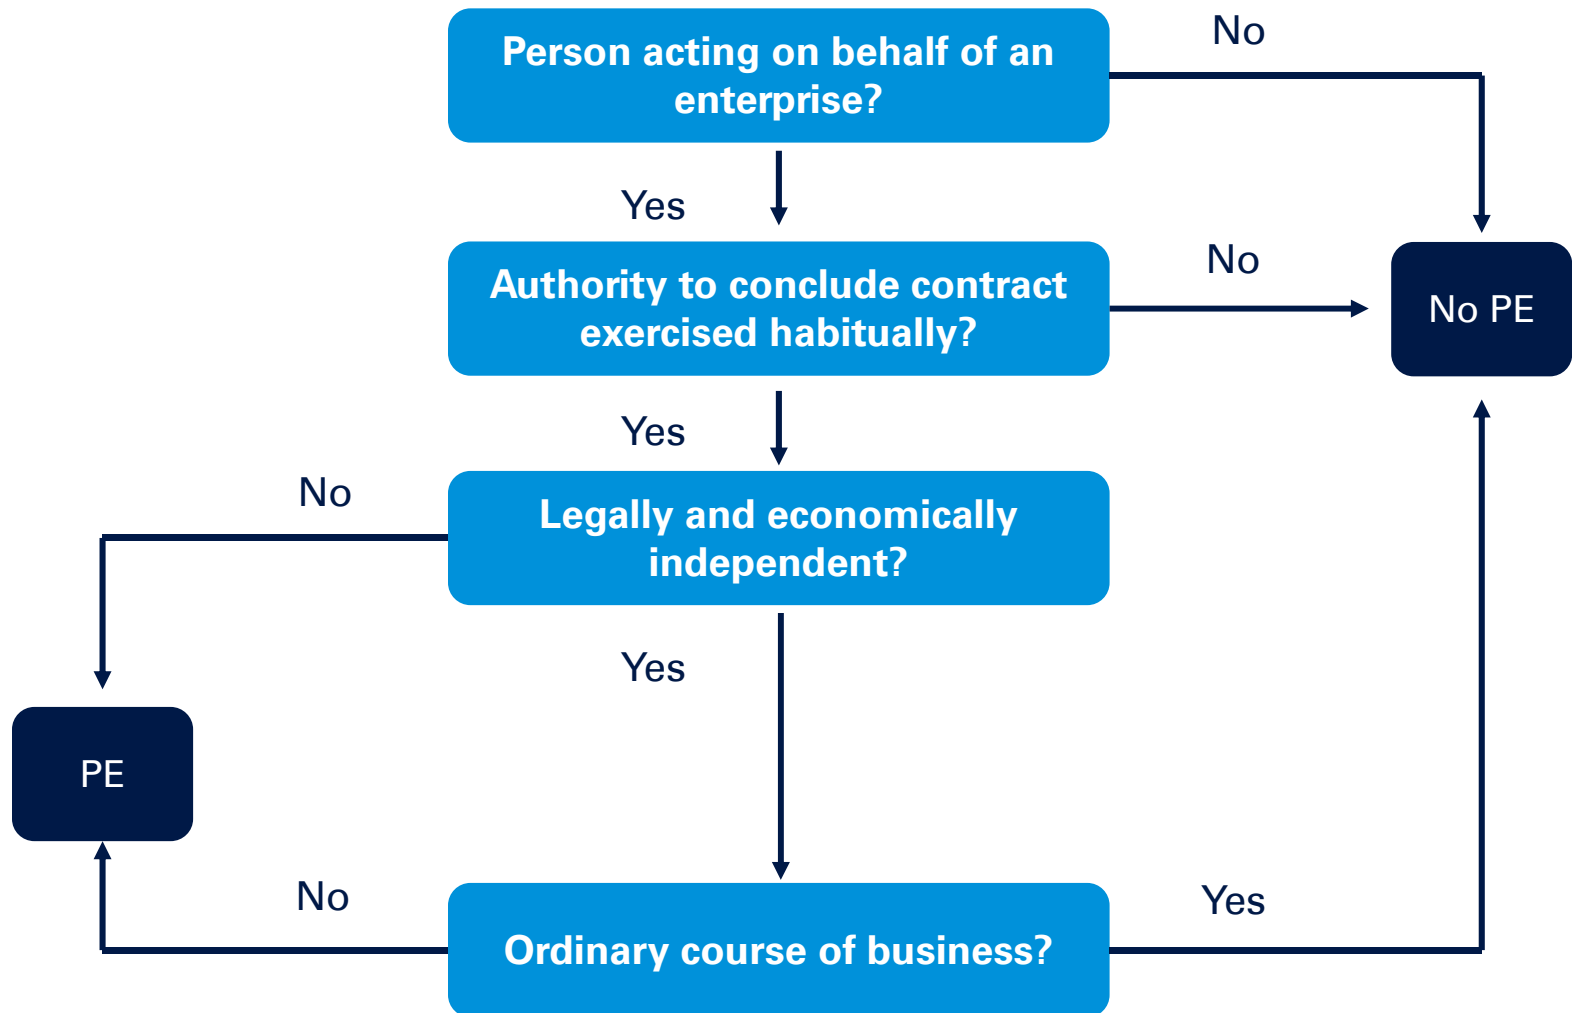 Person acting on behalf of an
enterprise?
No
Yes
Authority to conclude contract
exercised habitually?
No
No PE
Yes
No
Legally and economically
independent?
Yes
PE
No
Ordinary course of business?
Yes